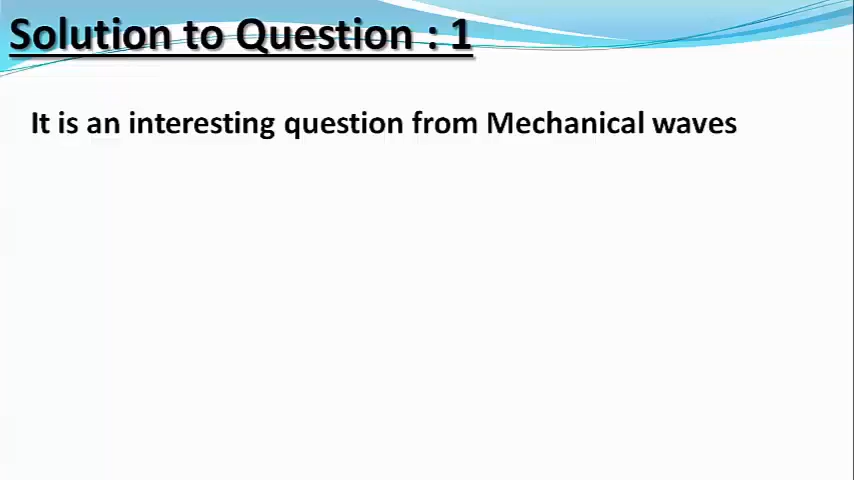 Solution to Question : 1
It is an interesting question from Mechanical waves